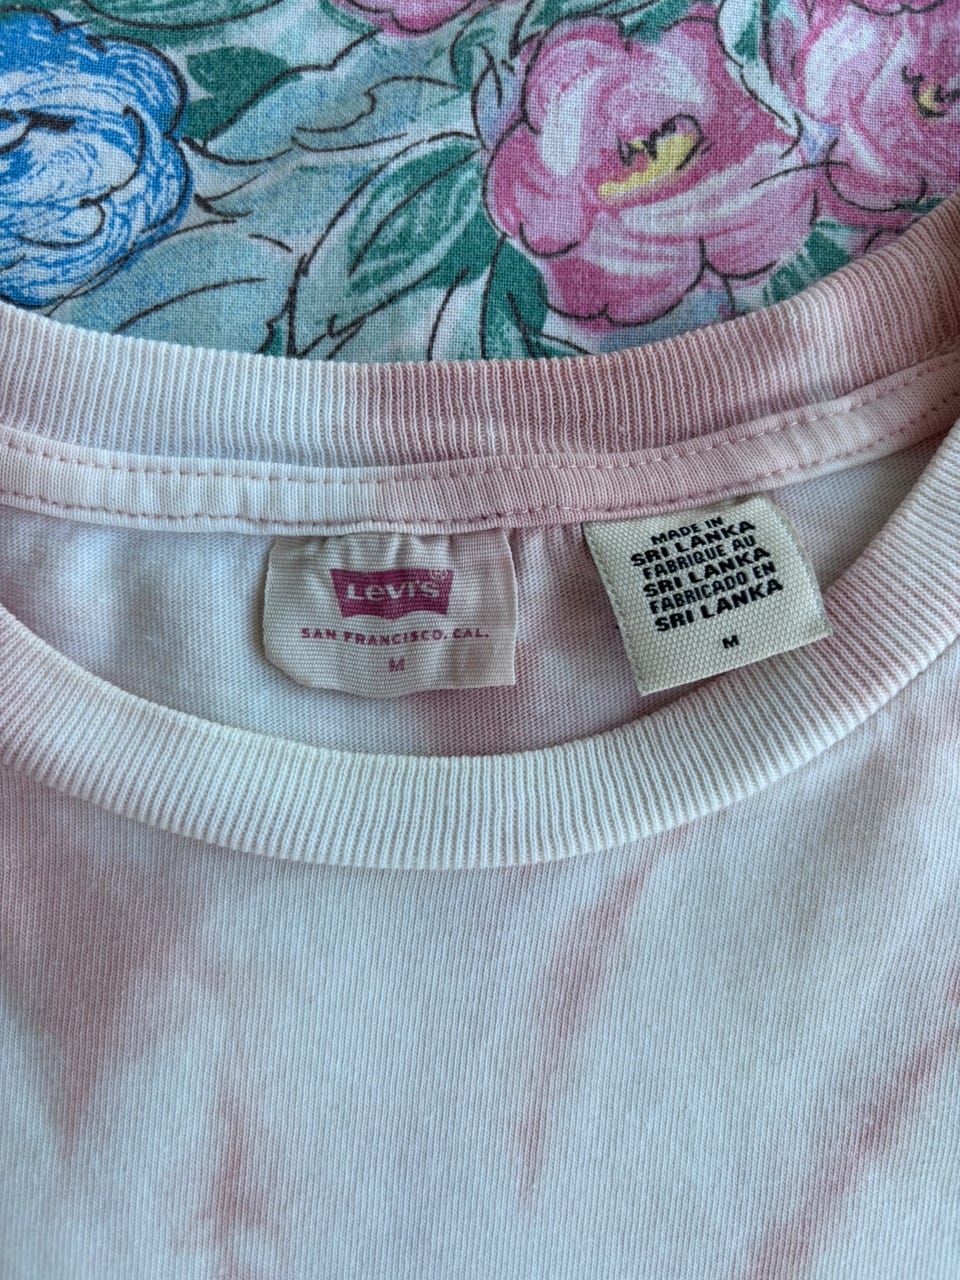 Levi's®
SAN FRANCISCO, CAL.
M
MADE IN
SRI LANKA
FABRIQUE AU
SRI LANKA
FABRICADO EN
SRI LANKA
M